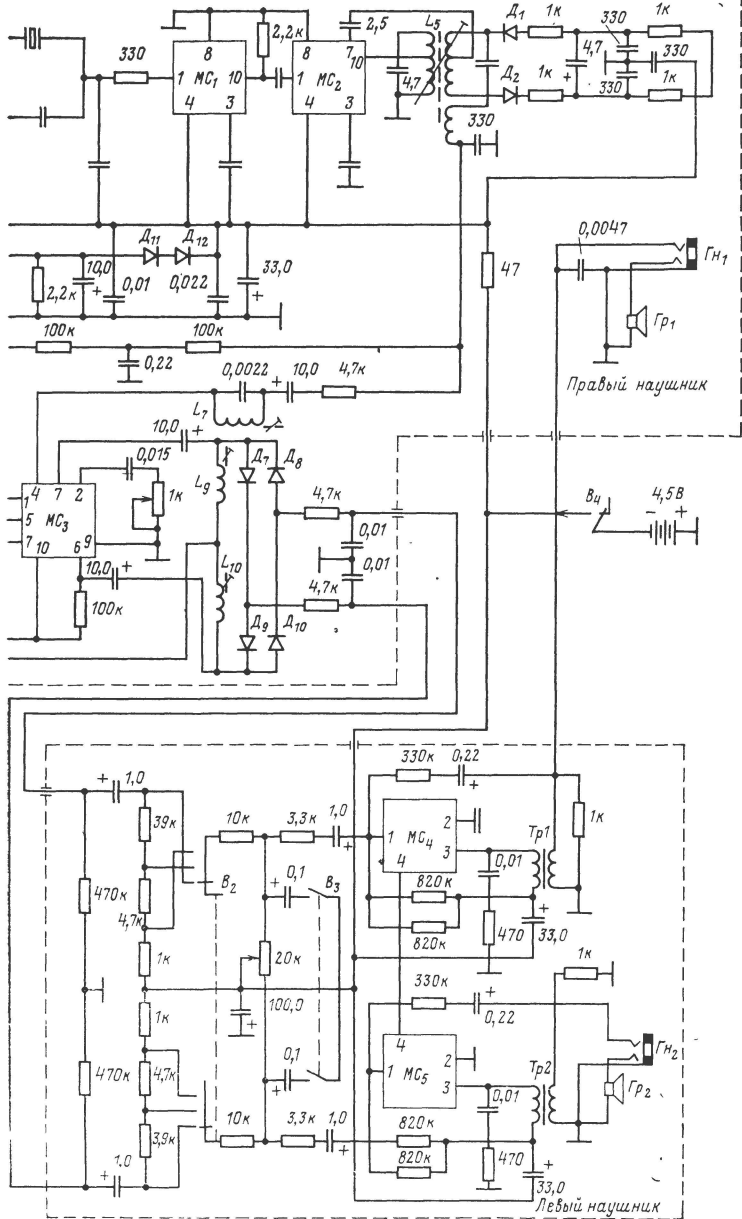 2,5
L5
Д1
1к
1к
2,2к
330
330
8
8
7
10
4,7
330
1
МС1
10
1
МС2
4,7
Д2
1к
330
1к
4
3
4
3
330
Д11
Д12
0,0047
10,0
33,0
47
Гн1
2,2к
0,01
0,022
Гр1
100к
100к
0,22
0,0022
10,0
4,7к
Правый наушник
L7
10,0
0,015
Д7
Д8
L9
4
7
2
1к
4,7к
В4
4,5В
1
5
МС3
7
10
6
9
0,01
10,0
L10
0,01
4,7к
100к
Д9
Д10
330к
0,22
1,0
39к
10к
3,3к
1,0
2
1к
1
МС4
3
Тр1
В2
4
0,01
0,1
В3
820к
470к
4,7к
470
33,0
820к
1к
20к
1к
330к
1к
100,0
0,22
4
Гн2
0,1
2
1
МС5
3
Тр2
470к
4,7к
0,01
Гр2
10к
3,3к
1,0
820к
3,9к
820к
470
1,0
33,0
Левый наушник